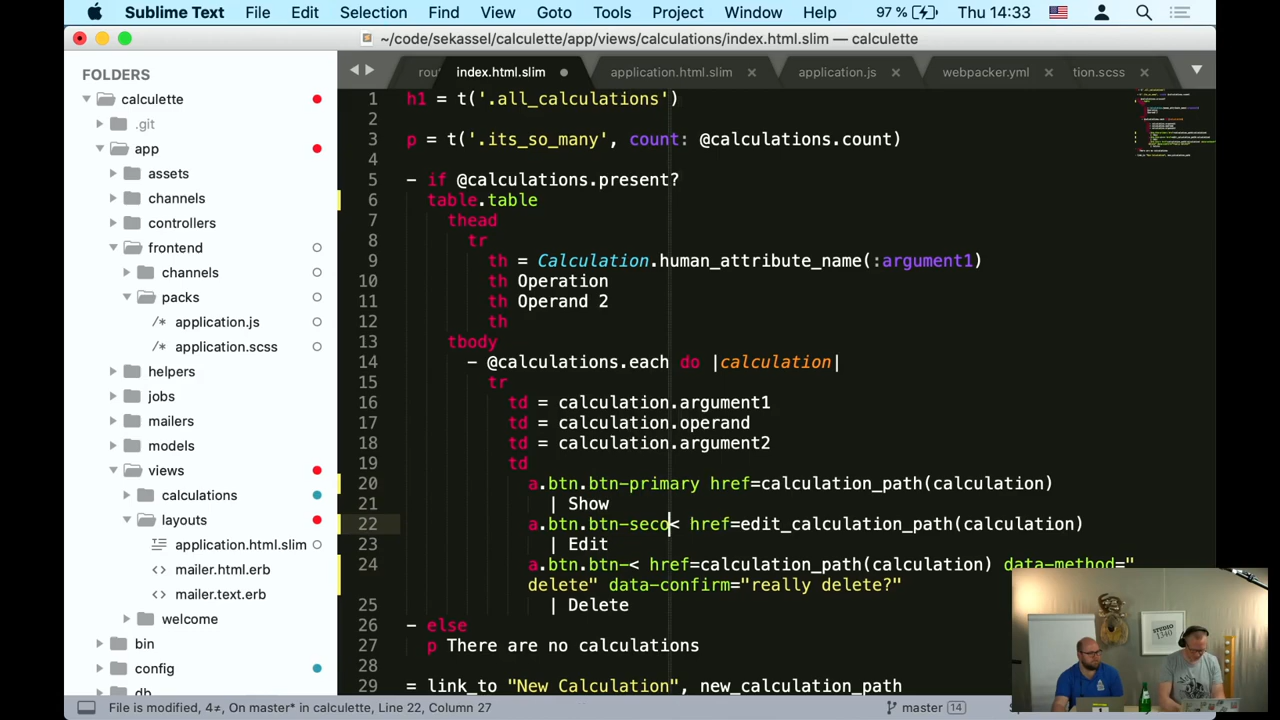 Sublime Text File Edit Selection Find View Goto Tools Project Window Help 97 % Thu 14:33
~/code/sekassel/calculette/app/views/calculations/index.html.slim — calculette
FOLDERS
calculette
.git
app
assets
channels
controllers
frontend
channels
packs
/* application.js
/* application.scss
helpers
jobs
mailers
models
views
calculations
layouts
application.html.slim
<> mailer.html.erb
<> mailer.text.erb
welcome
bin
config
db
rou index.html.slim application.html.slim application.js webpacker.yml tion.scss
1 h1 = t('.all_calculations')
2
3 p = t('.its_so_many', count: @calculations.count)
4
5 - if @calculations.present?
6 table.table
7 thead
8 tr
9 th = Calculation.human_attribute_name(:argument1)
10 th Operation
11 th Operand 2
12 th
13 tbody
14 - @calculations.each do |calculation|
15 tr
16 td = calculation.argument1
17 td = calculation.operand
18 td = calculation.argument2
19 td
20 a.btn.btn-primary href=calculation_path(calculation)
21 | Show
22 a.btn.btn-seco< href=edit_calculation_path(calculation)
23 | Edit
24 a.btn.btn-< href=calculation_path(calculation) data-method="
delete" data-confirm="really delete?"
25 | Delete
26 - else
27 p There are no calculations
28
29 = link_to "New Calculation", new_calculation_path
STUDIO
1340
File is modified, 4≠, On master* in calculette, Line 22, Column 27 master 14